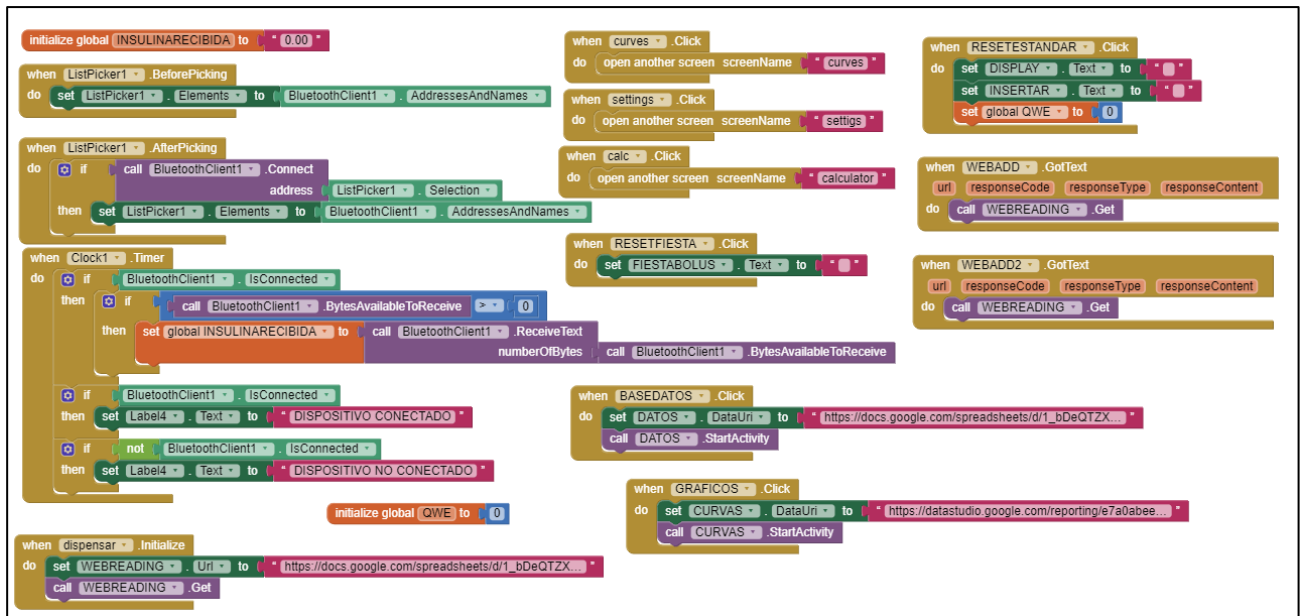 initialize global INSULINARECIBIDA to " 0.00 "
when ListPicker1 .BeforePicking
do set ListPicker1 . Elements to BluetoothClient1 . AddressesAndNames
when ListPicker1 .AfterPicking
do if call BluetoothClient1 .Connect
address ListPicker1 . Selection
then set ListPicker1 . Elements to BluetoothClient1 . AddressesAndNames
when Clock1 .Timer
do if BluetoothClient1 . IsConnected
then if call BluetoothClient1 .BytesAvailableToReceive > 0
then set global INSULINARECIBIDA to call BluetoothClient1 .ReceiveText
numberOfBytes call BluetoothClient1 .BytesAvailableToReceive
if BluetoothClient1 . IsConnected
then set Label4 . Text to " DISPOSITIVO CONECTADO "
if not BluetoothClient1 . IsConnected
then set Label4 . Text to " DISPOSITIVO NO CONECTADO "
initialize global QWE to 0
when dispensar .Initialize
do set WEBREADING . Url to " https://docs.google.com/spreadsheets/d/1_bDeQTZX... "
call WEBREADING .Get
when curves .Click
do open another screen screenName " curves "
when settings .Click
do open another screen screenName " settigs "
when calc .Click
do open another screen screenName " calculator "
when RESETFIESTA .Click
do set FIESTABOLUS . Text to " "
when BASEDATOS .Click
do set DATOS . DataUri to " https://docs.google.com/spreadsheets/d/1_bDeQTZX... "
call DATOS .StartActivity
when GRAFICOS .Click
do set CURVAS . DataUri to " https://datastudio.google.com/reporting/e7a0abee... "
call CURVAS .StartActivity
when RESETESTANDAR .Click
do set DISPLAY . Text to " "
set INSERTAR . Text to " "
set global QWE to 0
when WEBADD .GotText
url responseCode responseType responseContent
do call WEBREADING .Get
when WEBADD2 .GotText
url responseCode responseType responseContent
do call WEBREADING .Get